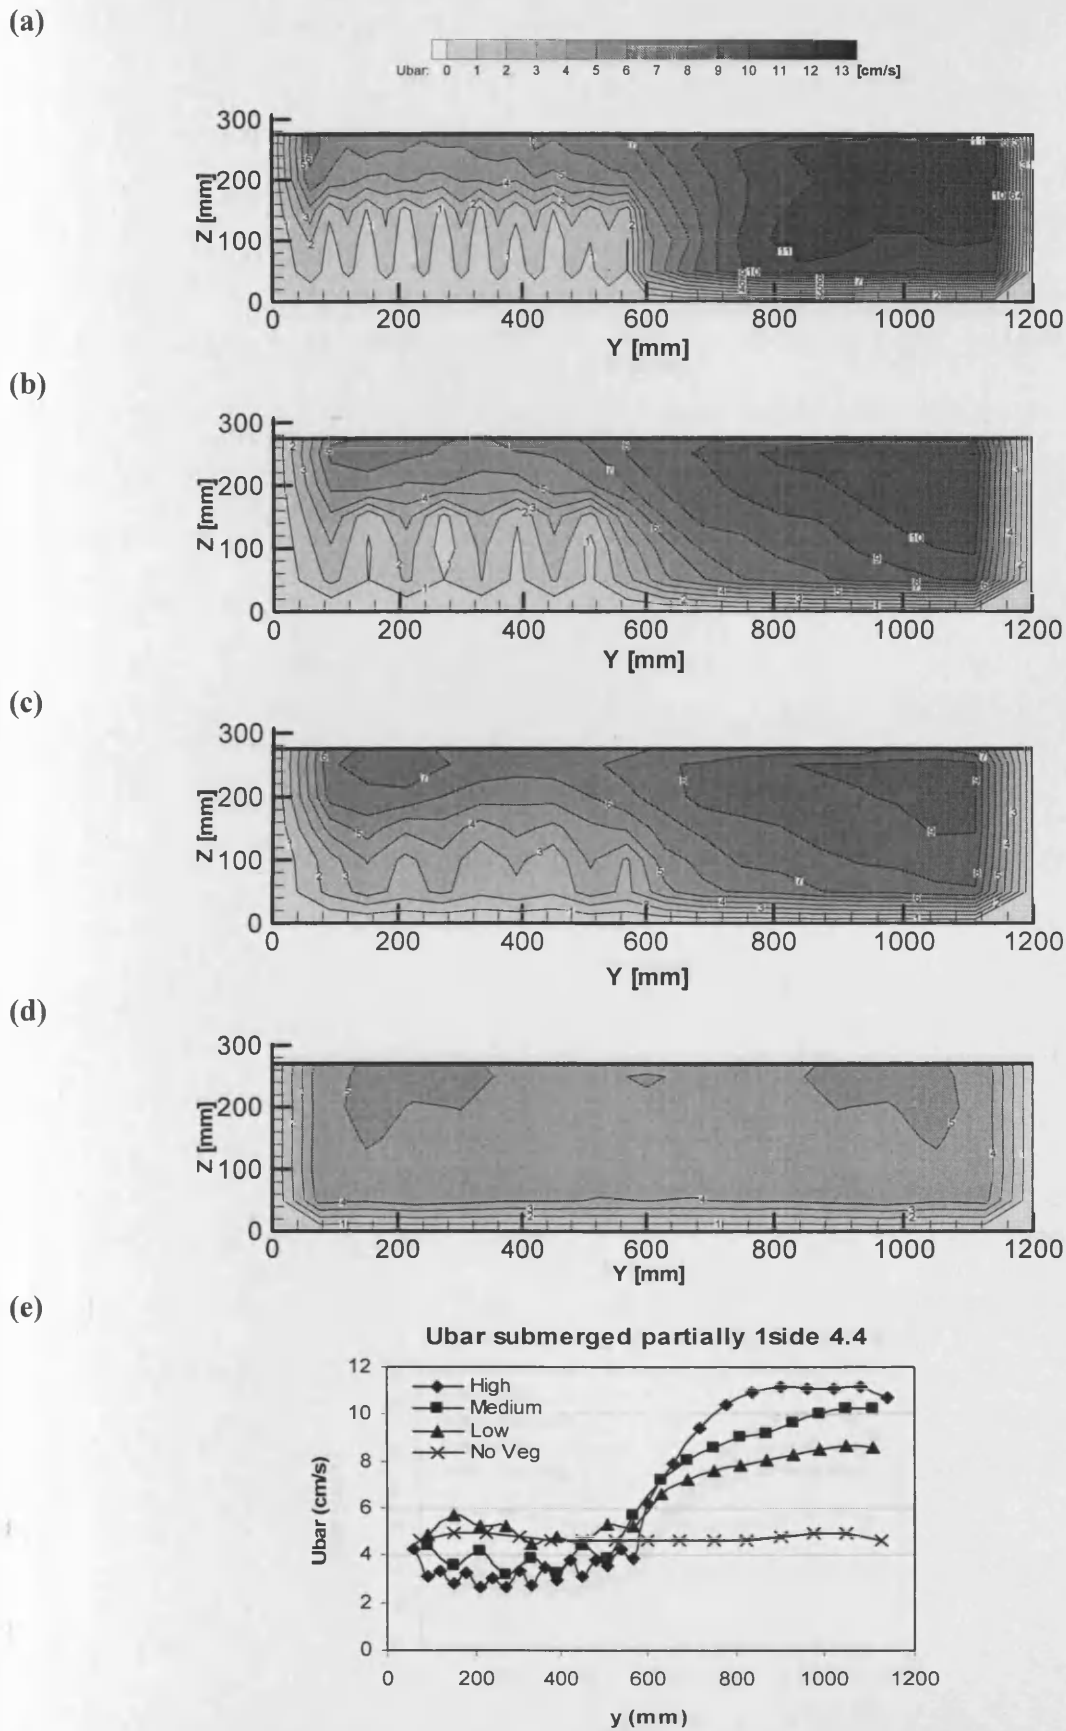 (a)
Ubar: 0 1 2 3 4 5 6 7 8 9 10 11 12 13 [cm/s]
300
200
100
0
Z [mm]
0 200 400 600 800 1000 1200
Y [mm]
(b)
300
200
100
0
Z [mm]
0 200 400 600 800 1000 1200
Y [mm]
(c)
300
200
100
0
Z [mm]
0 200 400 600 800 1000 1200
Y [mm]
(d)
300
200
100
0
Z [mm]
0 200 400 600 800 1000 1200
Y [mm]
(e)
Ubar submerged partially 1side 4.4
12
10
8
6
4
2
0
Ubar (cm/s)
High
Medium
Low
No Veg
0 200 400 600 800 1000 1200
y (mm)